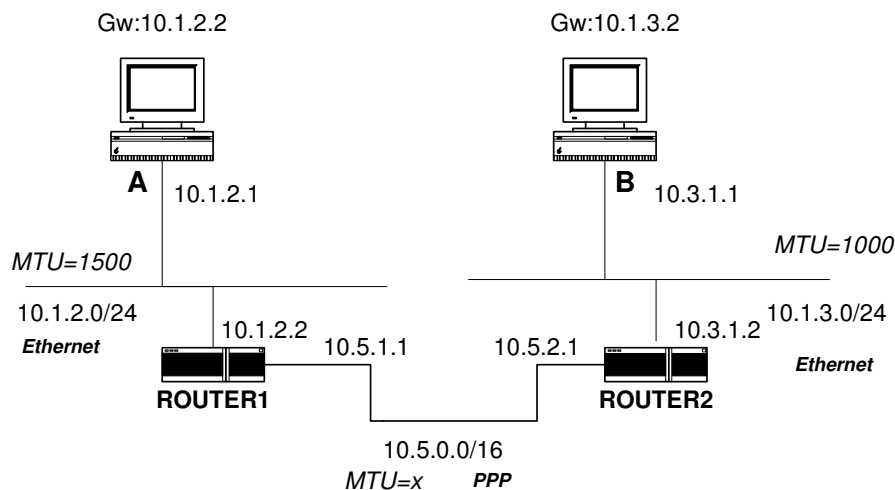 Gw:10.1.2.2
Gw:10.1.3.2
A
10.1.2.1
B
10.3.1.1
MTU=1500
MTU=1000
10.1.2.0/24
Ethernet
10.1.2.2
10.5.1.1
10.5.2.1
10.3.1.2
10.1.3.0/24
Ethernet
ROUTER1
ROUTER2
10.5.0.0/16
MTU=x PPP